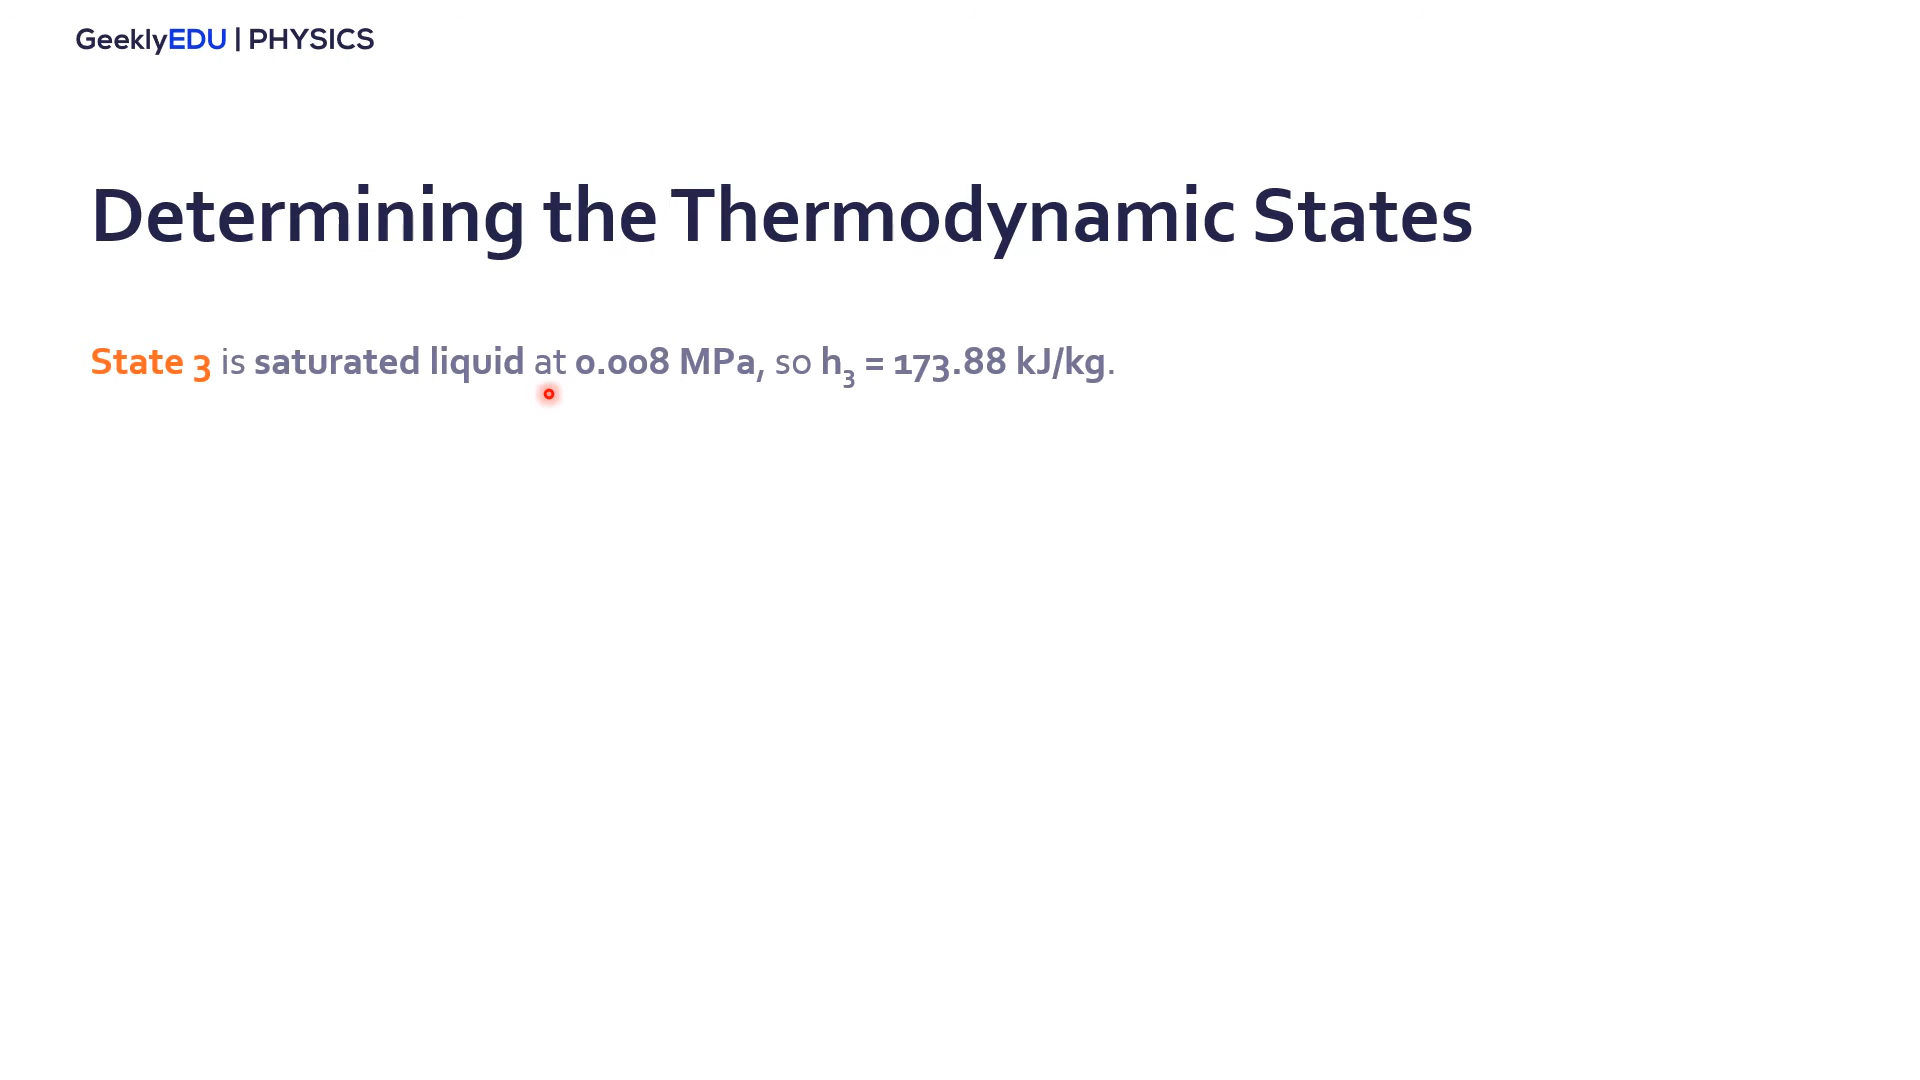 GeeklyEDU | PHYSICS
Determining the Thermodynamic States
State 3 is saturated liquid at 0.008 MPa, so h₃ = 173.88 kJ/kg.